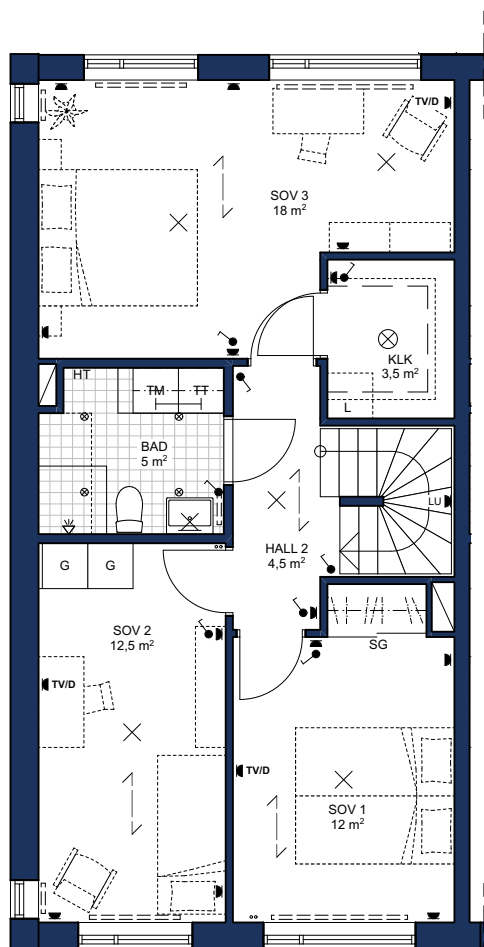 TV/D
SOV 3
18 m²
KLK
3,5 m²
L
HT
TM TT
BAD
5 m²
LU
HALL 2
4,5 m²
G G
SOV 2
12,5 m²
SG
TV/D
TV/D
SOV 1
12 m²